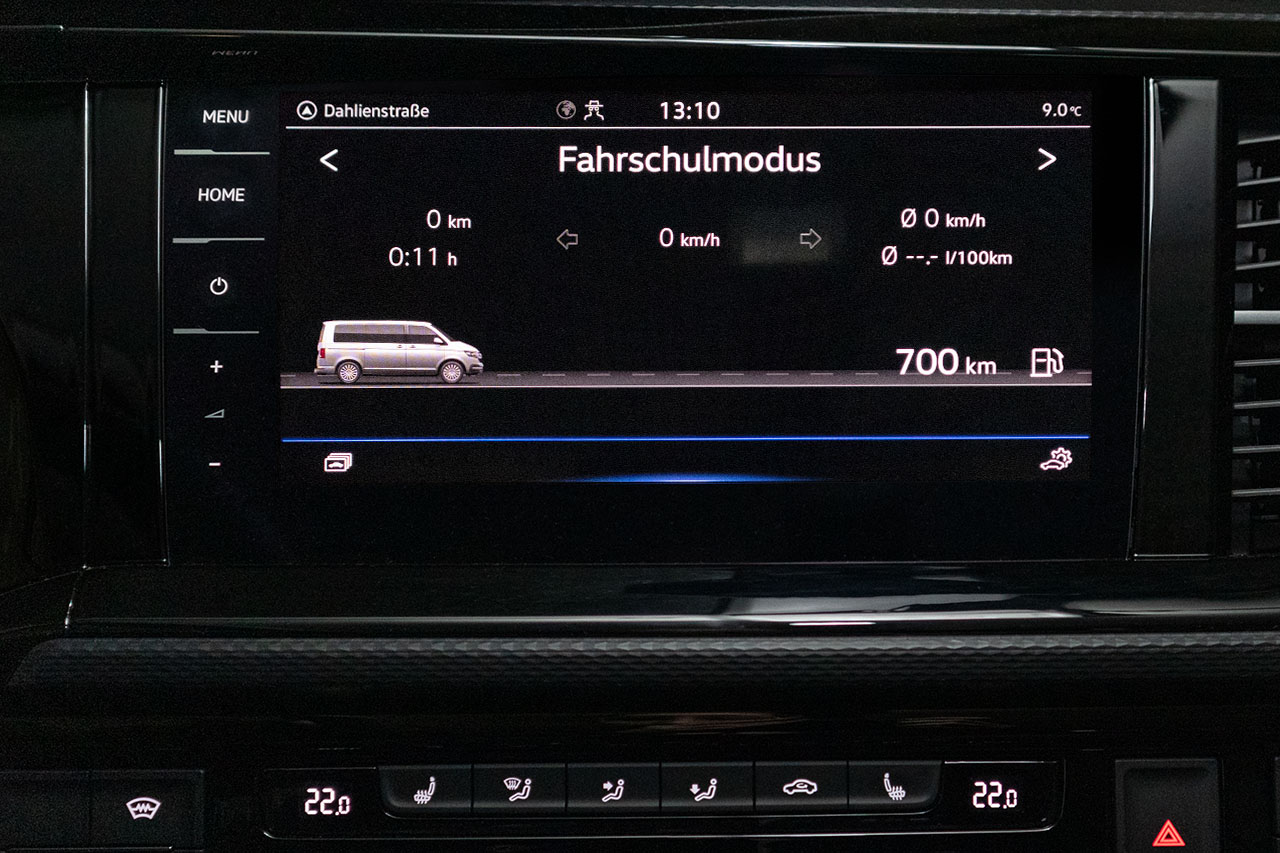 MENU
Dahlienstraße
13:10
9.0°C
< Fahrschulmodus >
HOME
0 km
0 km/h
Ø 0 km/h
0:11 h
Ø --.- l/100km
+
700 km
-
22.0
22.0